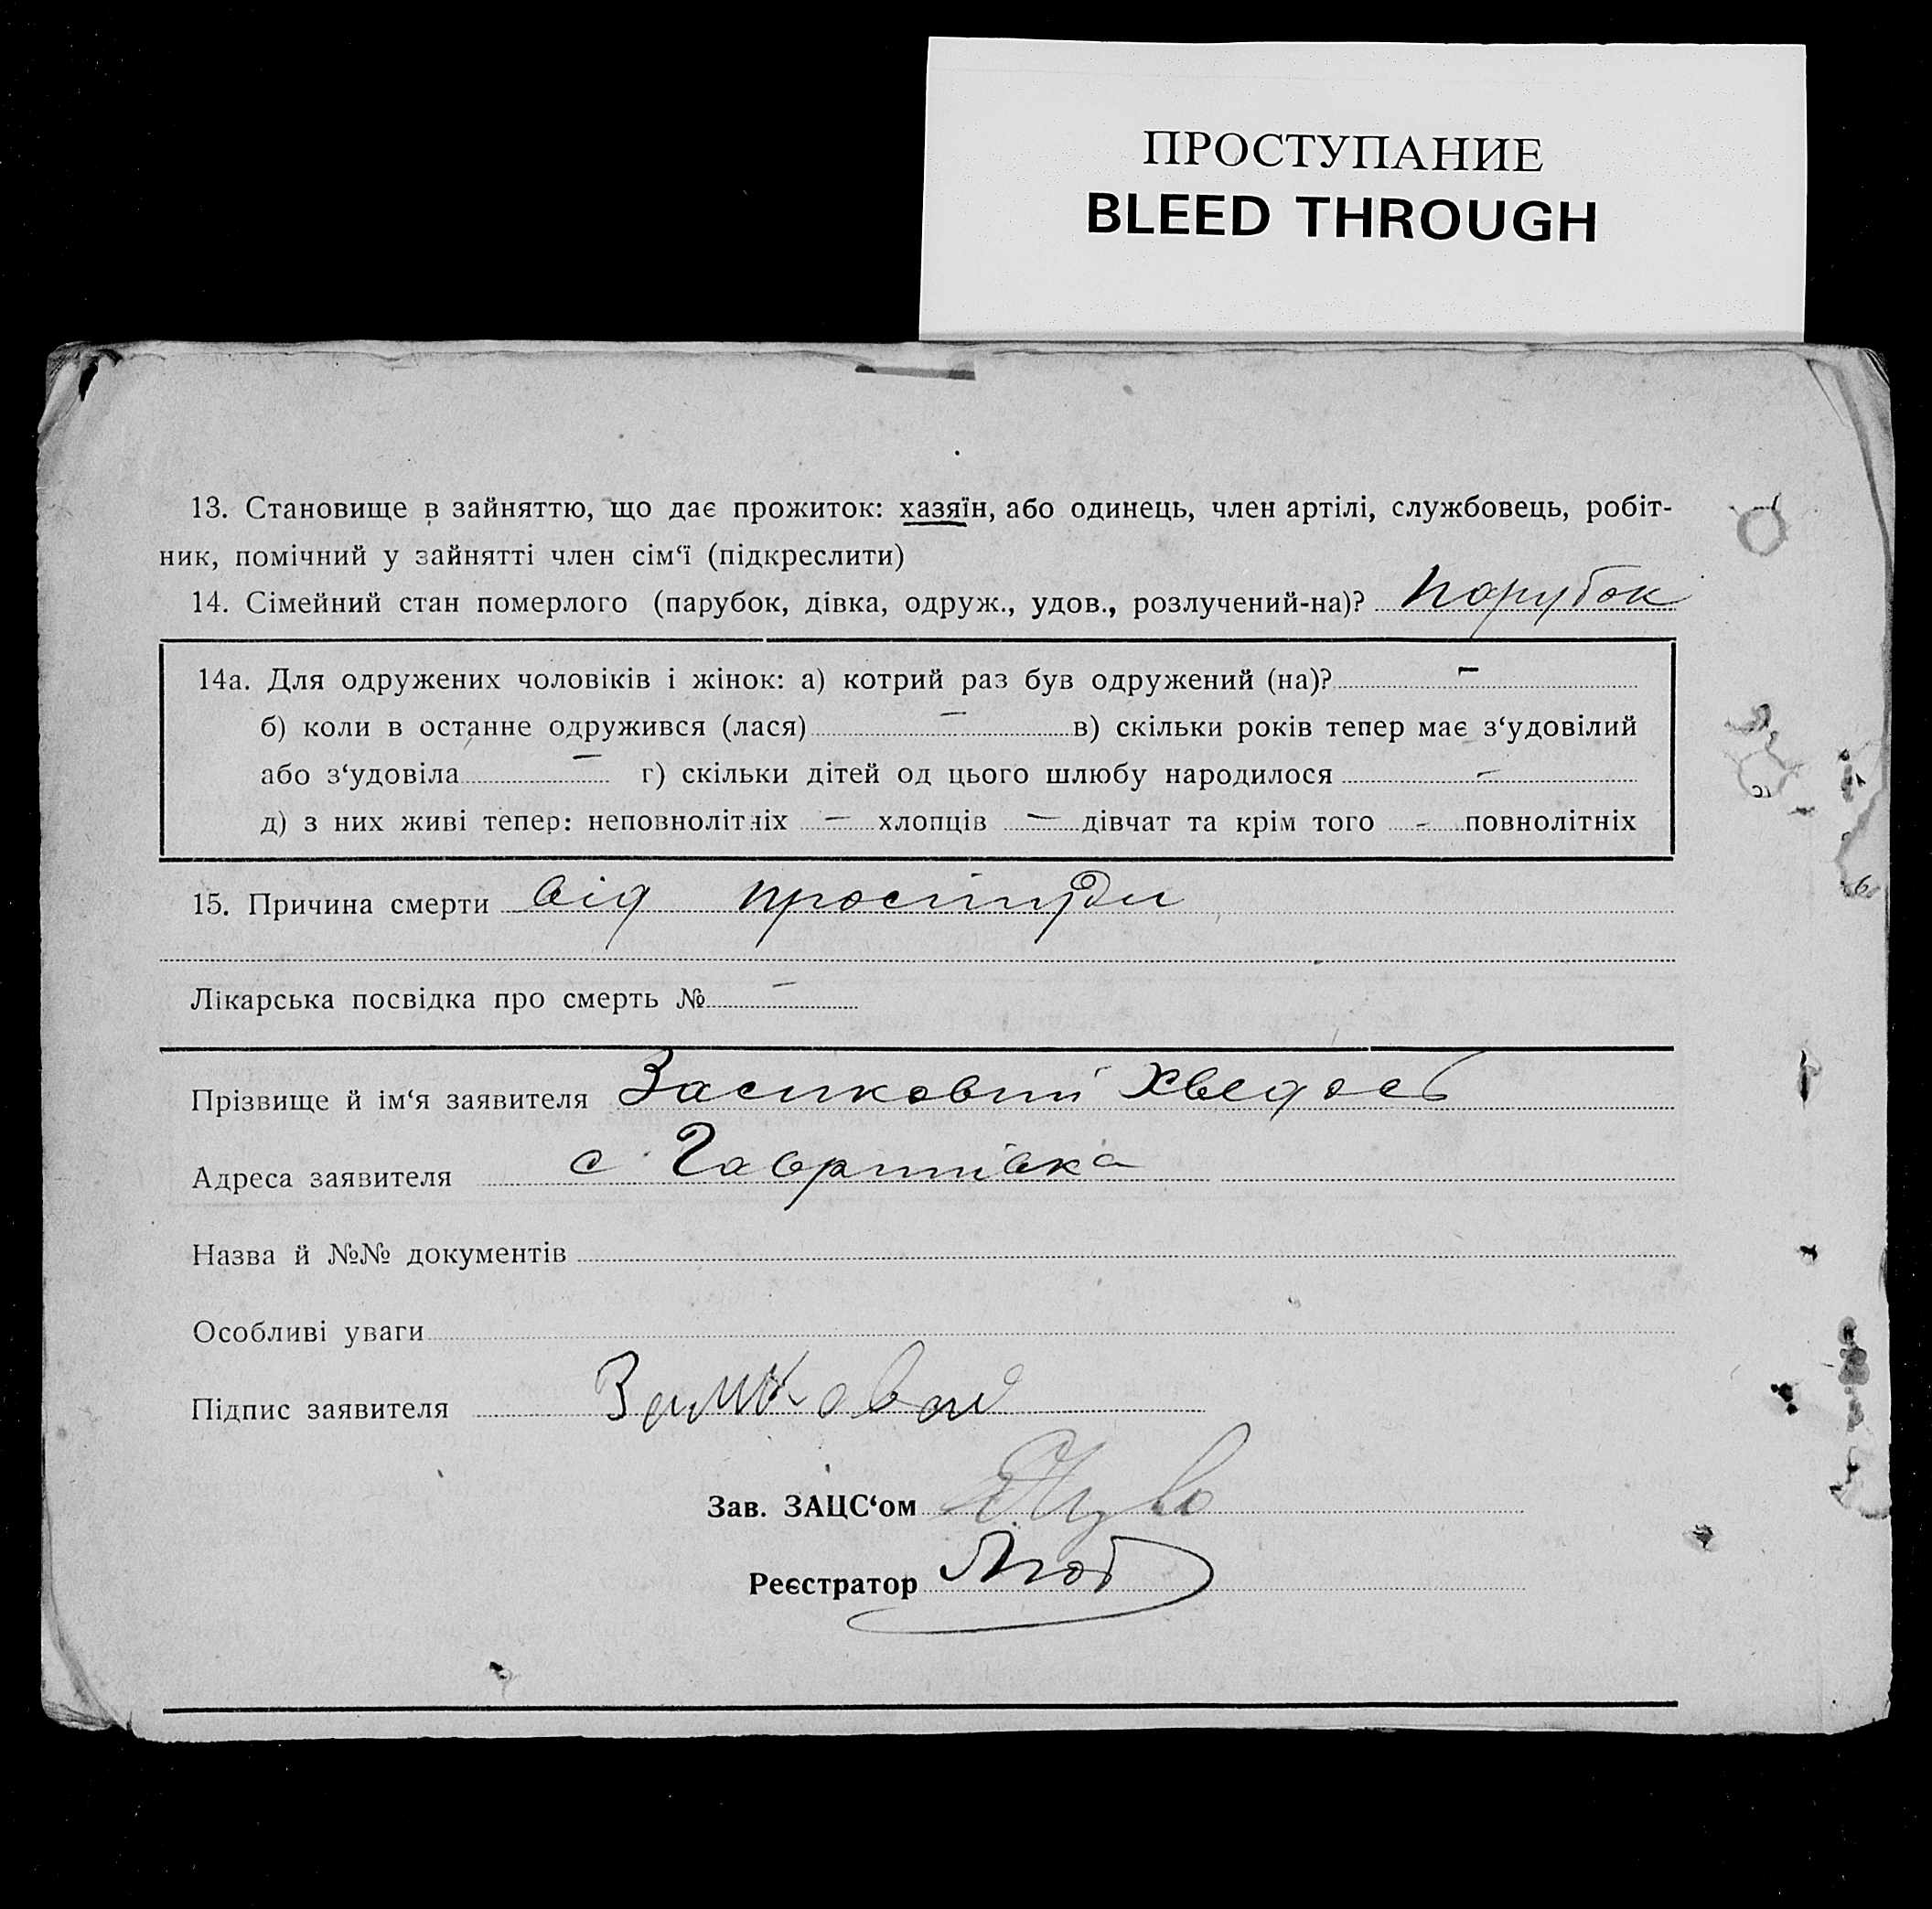 ПРОСТУПАНИЕ
BLEED THROUGH
13. Становище в зайняттю, що дає прожиток: хазяїн, або одинець, член артілі, службовець, робіт-
ник, помічний у зайнятті член сім‘ї (підкреслити)
14. Сімейний стан померлого (парубок, дівка, одруж., удов., розлучений-на)? парубок
14а. Для одружених чоловіків і жінок: а) котрий раз був одружений (на)? –
б) коли в останне одружився (лася) – в) скільки років тепер має з‘удовілий
або з‘удовіла – г) скільки дітей од цього шлюбу народилося –
д) з них живі тепер: неповнолітніх – хлопців – дівчат та крім того - повнолітніх
15. Причина смерти від простуди
Лікарська посвідка про смерть № –
Прізвище й ім‘я заявителя Хведось
Адреса заявителя с. Гавришівка
Назва й №№ документів
Особливі уваги
Підпис заявителя
Зав. ЗАЦС‘ом
Реєстратор